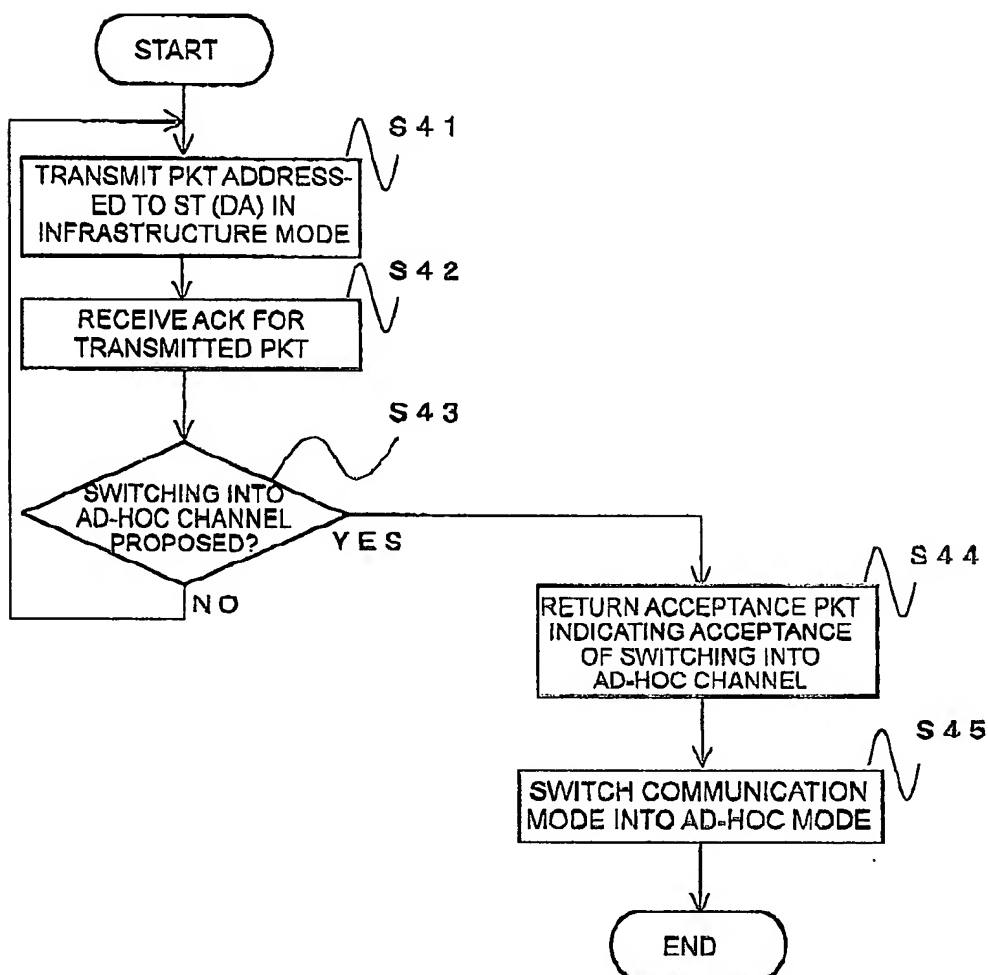 START
S41
TRANSMIT PKT ADDRESS-
ED TO ST (DA) IN
INFRASTRUCTURE MODE
S42
RECEIVE ACK FOR
TRANSMITTED PKT
S43
SWITCHING INTO
AD-HOC CHANNEL
PROPOSED?
YES
NO
S44
RETURN ACCEPTANCE PKT
INDICATING ACCEPTANCE
OF SWITCHING INTO
AD-HOC CHANNEL
S45
SWITCH COMMUNICATION
MODE INTO AD-HOC MODE
END